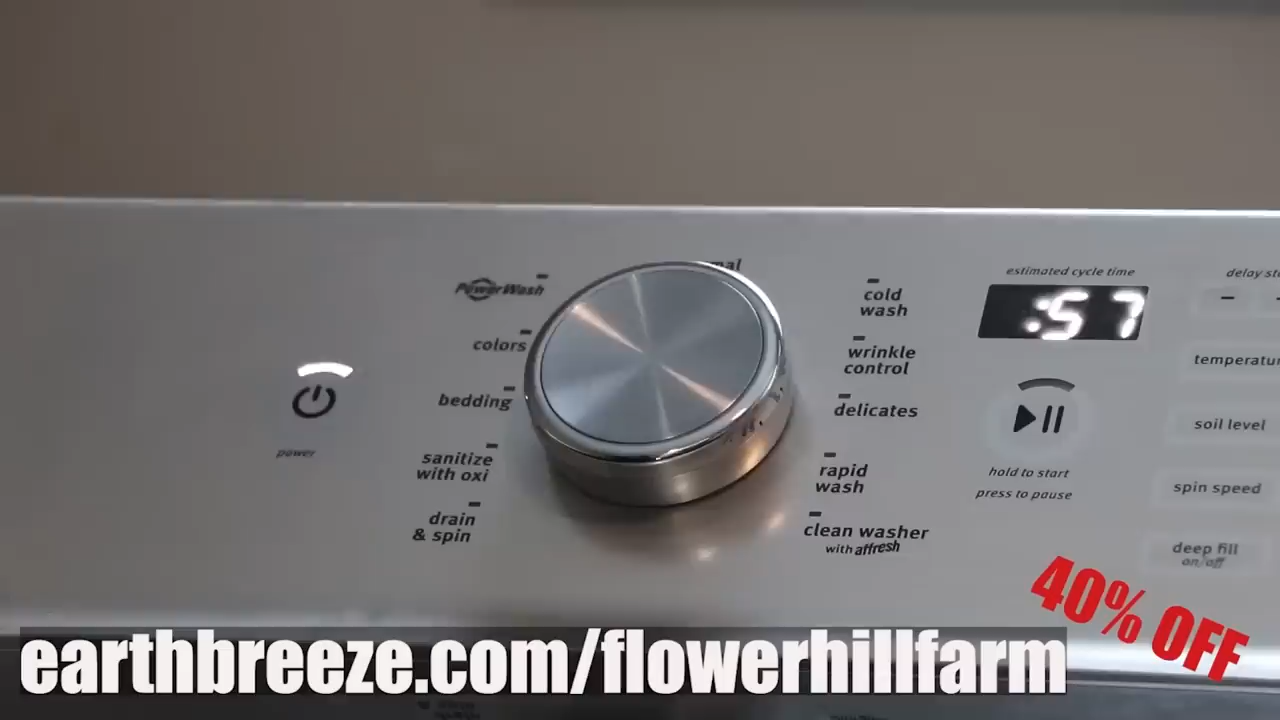 PowerWash
colors
bedding
sanitize
with oxi
drain
& spin
power
cold
wash
wrinkle
control
delicates
rapid
wash
clean washer
with affresh
estimated cycle time
:57
hold to start
press to pause
delay
soil level
spin speed
deep fill
on/off
40% OFF
earthbreeze.com/flowerhillfarm